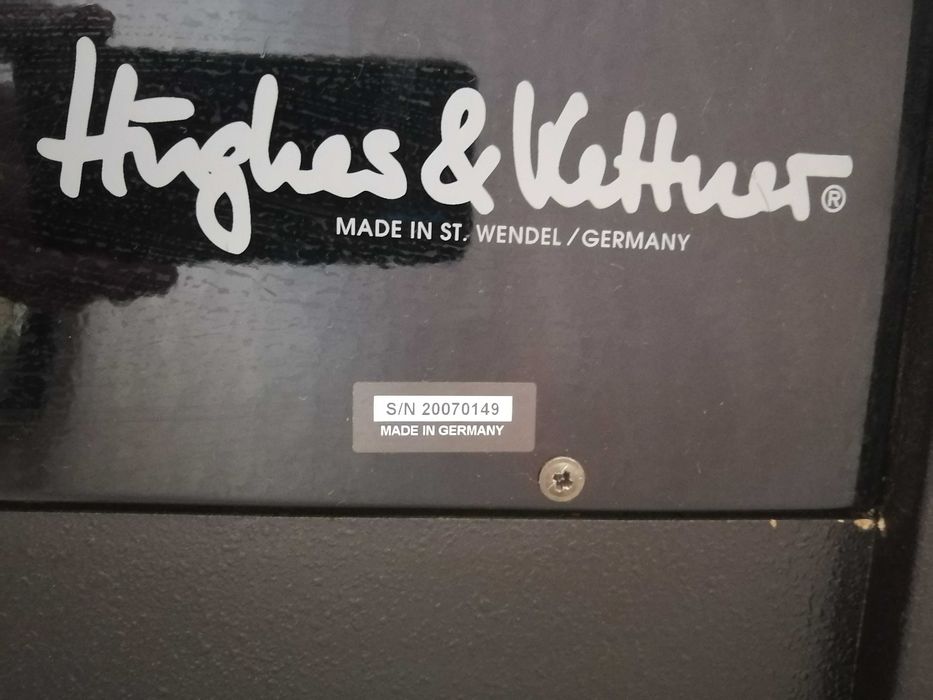 Hughes & Kettner®
MADE IN ST. WENDEL / GERMANY
S/N 20070149
MADE IN GERMANY